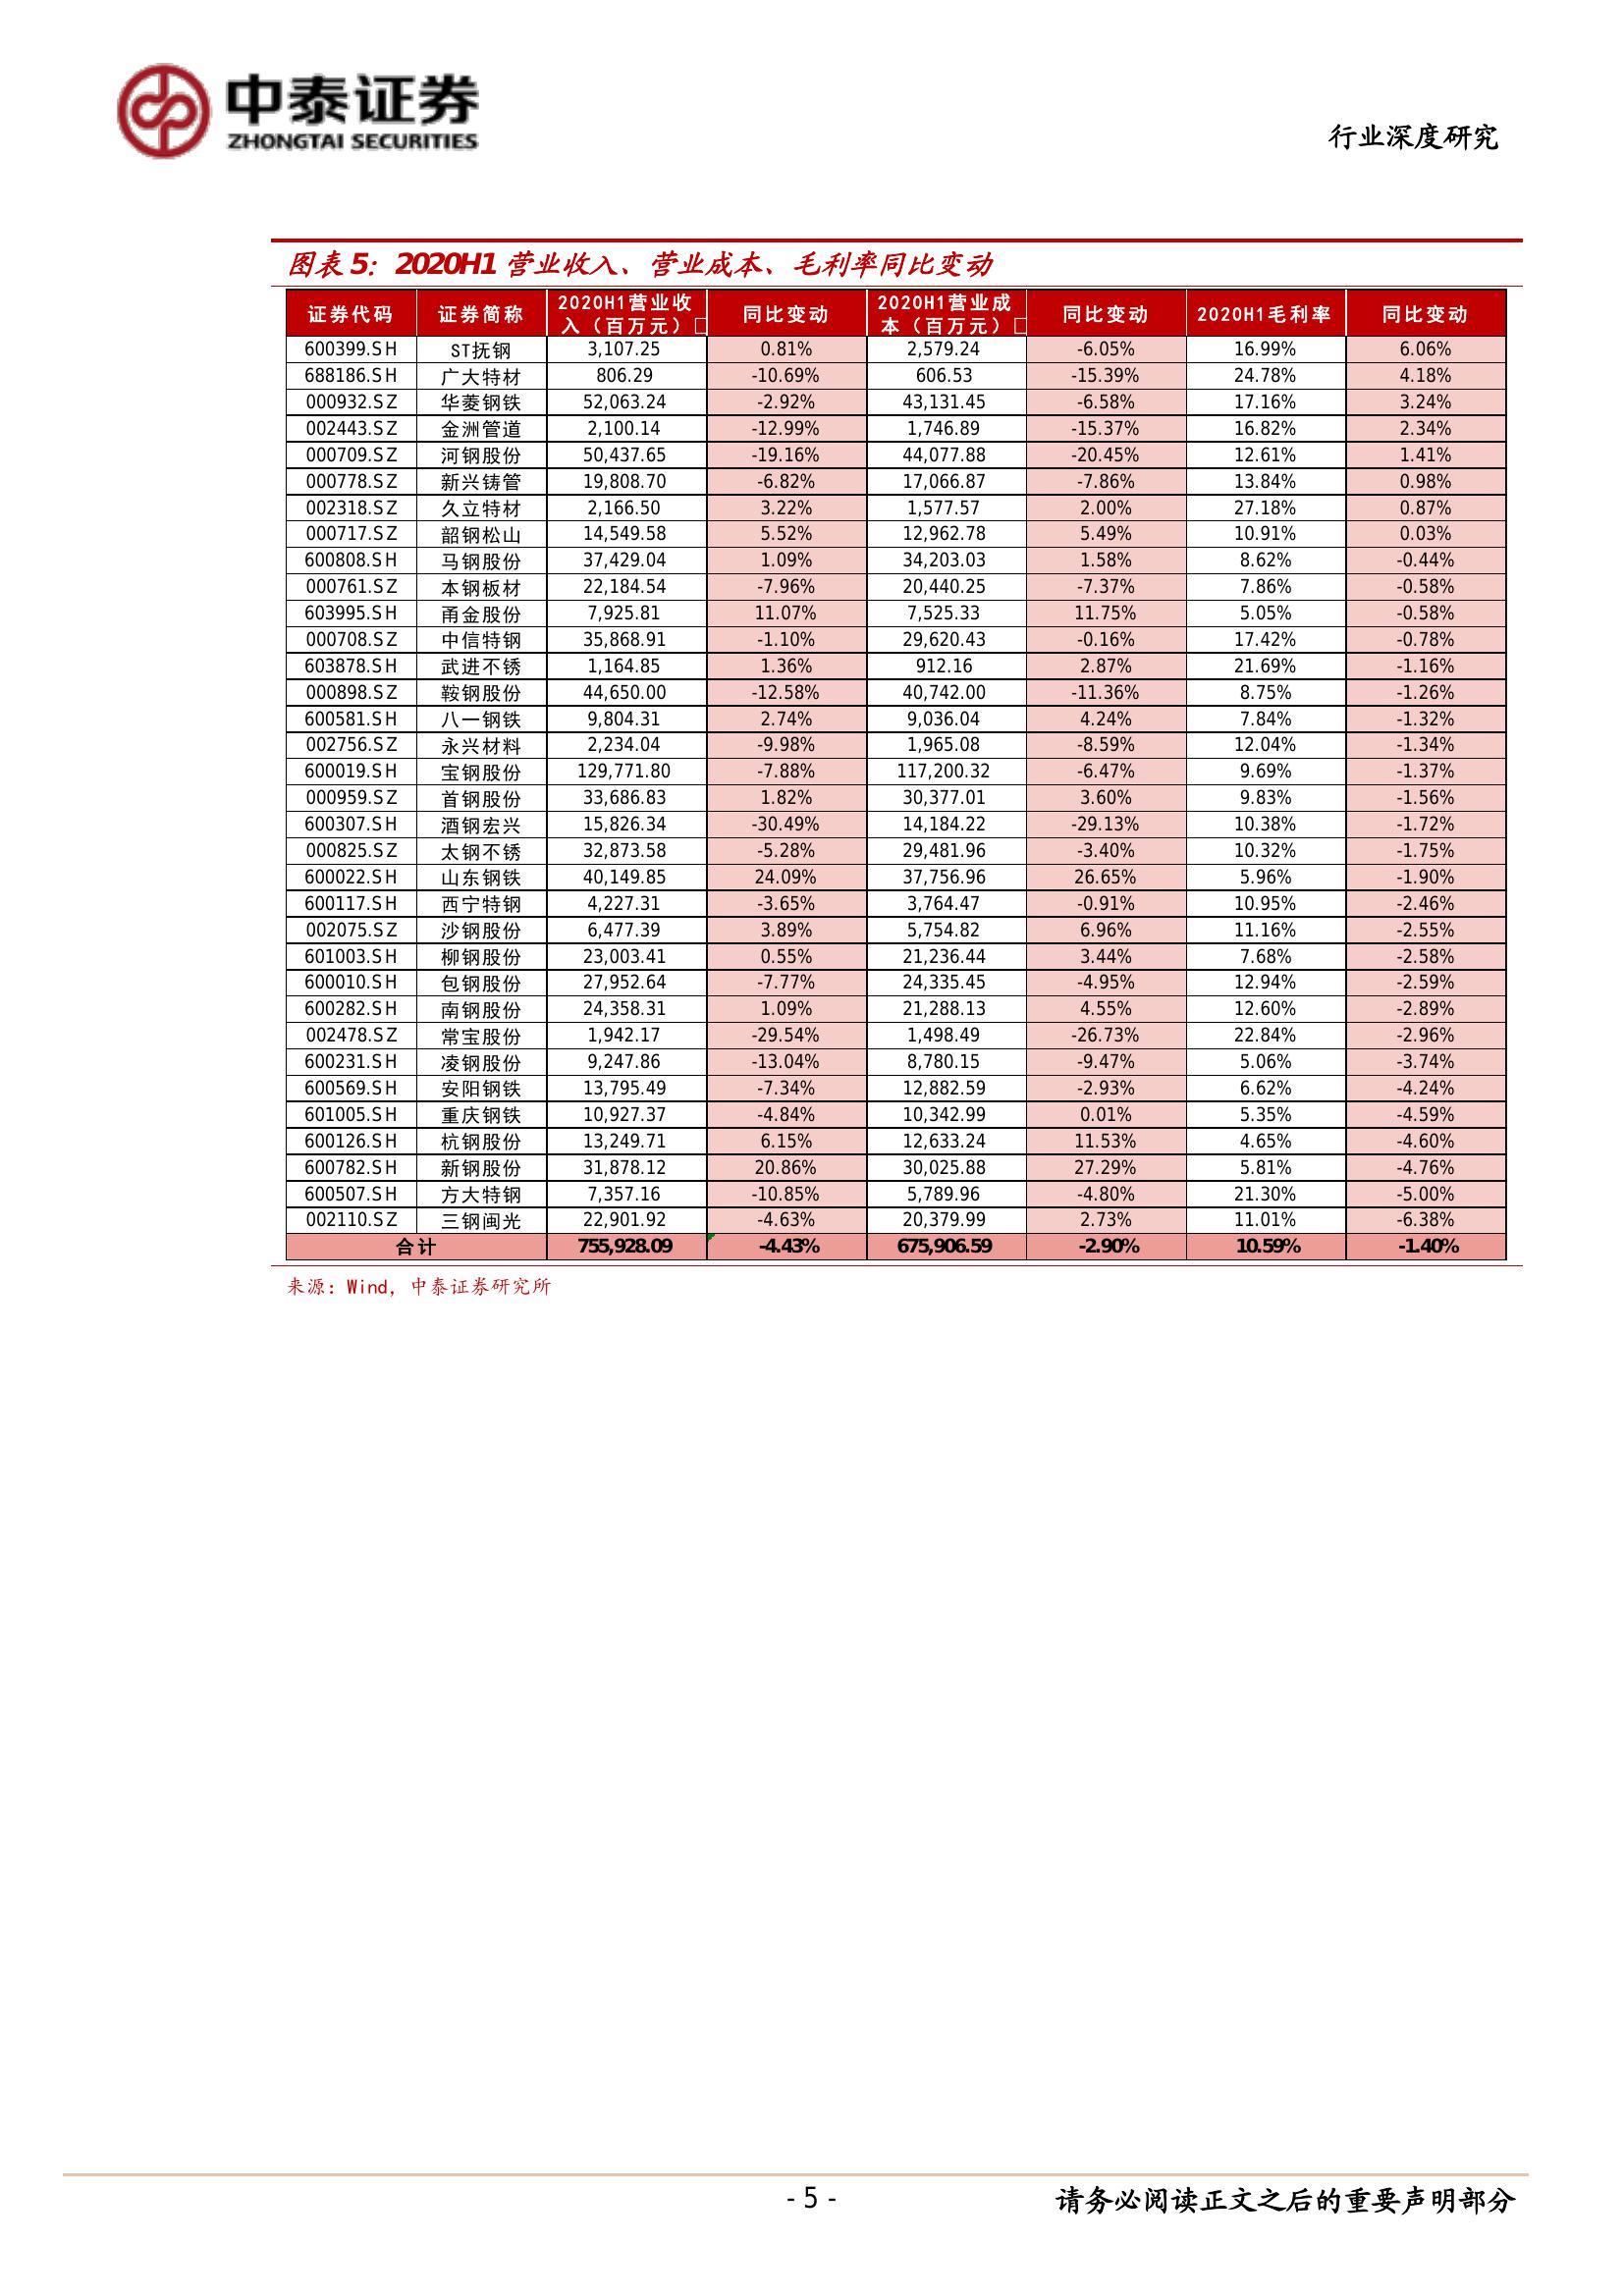 中泰证券
ZHONGTAI SECURITIES
行业深度研究
图表 5：2020H1 营业收入、营业成本、毛利率同比变动
证券代码 证券简称 2020H1营业收入（百万元）□ 同比变动 2020H1营业成本（百万元）□ 同比变动 2020H1毛利率 同比变动
600399.SH ST抚钢 3,107.25 0.81% 2,579.24 -6.05% 16.99% 6.06%
688186.SH 广大特材 806.29 -10.69% 606.53 -15.39% 24.78% 4.18%
000932.SZ 华菱钢铁 52,063.24 -2.92% 43,131.45 -6.58% 17.16% 3.24%
002443.SZ 金洲管道 2,100.14 -12.99% 1,746.89 -15.37% 16.82% 2.34%
000709.SZ 河钢股份 50,437.65 -19.16% 44,077.88 -20.45% 12.61% 1.41%
000778.SZ 新兴铸管 19,808.70 -6.82% 17,066.87 -7.86% 13.84% 0.98%
002318.SZ 久立特材 2,166.50 3.22% 1,577.57 2.00% 27.18% 0.87%
000717.SZ 韶钢松山 14,549.58 5.52% 12,962.78 5.49% 10.91% 0.03%
600808.SH 马钢股份 37,429.04 1.09% 34,203.03 1.58% 8.62% -0.44%
000761.SZ 本钢板材 22,184.54 -7.96% 20,440.25 -7.37% 7.86% -0.58%
603995.SH 甬金股份 7,925.81 11.07% 7,525.33 11.75% 5.05% -0.58%
000708.SZ 中信特钢 35,868.91 -1.10% 29,620.43 -0.16% 17.42% -0.78%
603878.SH 武进不锈 1,164.85 1.36% 912.16 2.87% 21.69% -1.16%
000898.SZ 鞍钢股份 44,650.00 -12.58% 40,742.00 -11.36% 8.75% -1.26%
600581.SH 八一钢铁 9,804.31 2.74% 9,036.04 4.24% 7.84% -1.32%
002756.SZ 永兴材料 2,234.04 -9.98% 1,965.08 -8.59% 12.04% -1.34%
600019.SH 宝钢股份 129,771.80 -7.88% 117,200.32 -6.47% 9.69% -1.37%
000959.SZ 首钢股份 33,686.83 1.82% 30,377.01 3.60% 9.83% -1.56%
600307.SH 酒钢宏兴 15,826.34 -30.49% 14,184.22 -29.13% 10.38% -1.72%
000825.SZ 太钢不锈 32,873.58 -5.28% 29,481.96 -3.40% 10.32% -1.75%
600022.SH 山东钢铁 40,149.85 24.09% 37,756.96 26.65% 5.96% -1.90%
600117.SH 西宁特钢 4,227.31 -3.65% 3,764.47 -0.91% 10.95% -2.46%
002075.SZ 沙钢股份 6,477.39 3.89% 5,754.82 6.96% 11.16% -2.55%
601003.SH 柳钢股份 23,003.41 0.55% 21,236.44 3.44% 7.68% -2.58%
600010.SH 包钢股份 27,952.64 -7.77% 24,335.45 -4.95% 12.94% -2.59%
600282.SH 南钢股份 24,358.31 1.09% 21,288.13 4.55% 12.60% -2.89%
002478.SZ 常宝股份 1,942.17 -29.54% 1,498.49 -26.73% 22.84% -2.96%
600231.SH 凌钢股份 9,247.86 -13.04% 8,780.15 -9.47% 5.06% -3.74%
600569.SH 安阳钢铁 13,795.49 -7.34% 12,882.59 -2.93% 6.62% -4.24%
601005.SH 重庆钢铁 10,927.37 -4.84% 10,342.99 0.01% 5.35% -4.59%
600126.SH 杭钢股份 13,249.71 6.15% 12,633.24 11.53% 4.65% -4.60%
600782.SH 新钢股份 31,878.12 20.86% 30,025.88 27.29% 5.81% -4.76%
600507.SH 方大特钢 7,357.16 -10.85% 5,789.96 -4.80% 21.30% -5.00%
002110.SZ 三钢闽光 22,901.92 -4.63% 20,379.99 2.73% 11.01% -6.38%
合计 755,928.09 -4.43% 675,906.59 -2.90% 10.59% -1.40%
来源：Wind，中泰证券研究所
- 5 -
请务必阅读正文之后的重要声明部分